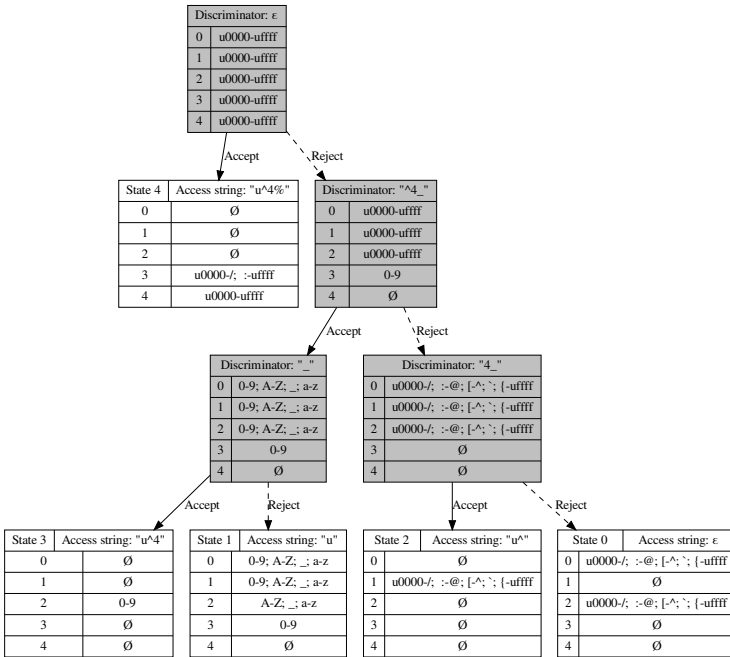 Discriminator: ε
0 u0000-uffff
1 u0000-uffff
2 u0000-uffff
3 u0000-uffff
4 u0000-uffff
Accept
Reject
State 4 Access string: "u^4%"
0 Ø
1 Ø
2 Ø
3 u0000-/; :-uffff
4 u0000-uffff
Discriminator: "^4_"
0 u0000-uffff
1 u0000-uffff
2 u0000-uffff
3 0-9
4 Ø
Accept
Reject
Discriminator: "_"
0 0-9; A-Z; _; a-z
1 0-9; A-Z; _; a-z
2 0-9; A-Z; _; a-z
3 0-9
4 Ø
Discriminator: "4_"
0 u0000-/; :-@; [-^; `; {-uffff
1 u0000-/; :-@; [-^; `; {-uffff
2 u0000-/; :-@; [-^; `; {-uffff
3 Ø
4 Ø
Accept
Reject
Accept
Reject
State 3 Access string: "u^4"
0 Ø
1 Ø
2 0-9
3 Ø
4 Ø
State 1 Access string: "u"
0 0-9; A-Z; _; a-z
1 0-9; A-Z; _; a-z
2 A-Z; _; a-z
3 0-9
4 Ø
State 2 Access string: "u^"
0 Ø
1 u0000-/; :-@; [-^; `; {-uffff
2 Ø
3 Ø
4 Ø
State 0 Access string: ε
0 u0000-/; :-@; [-^; `; {-uffff
1 Ø
2 u0000-/; :-@; [-^; `; {-uffff
3 Ø
4 Ø